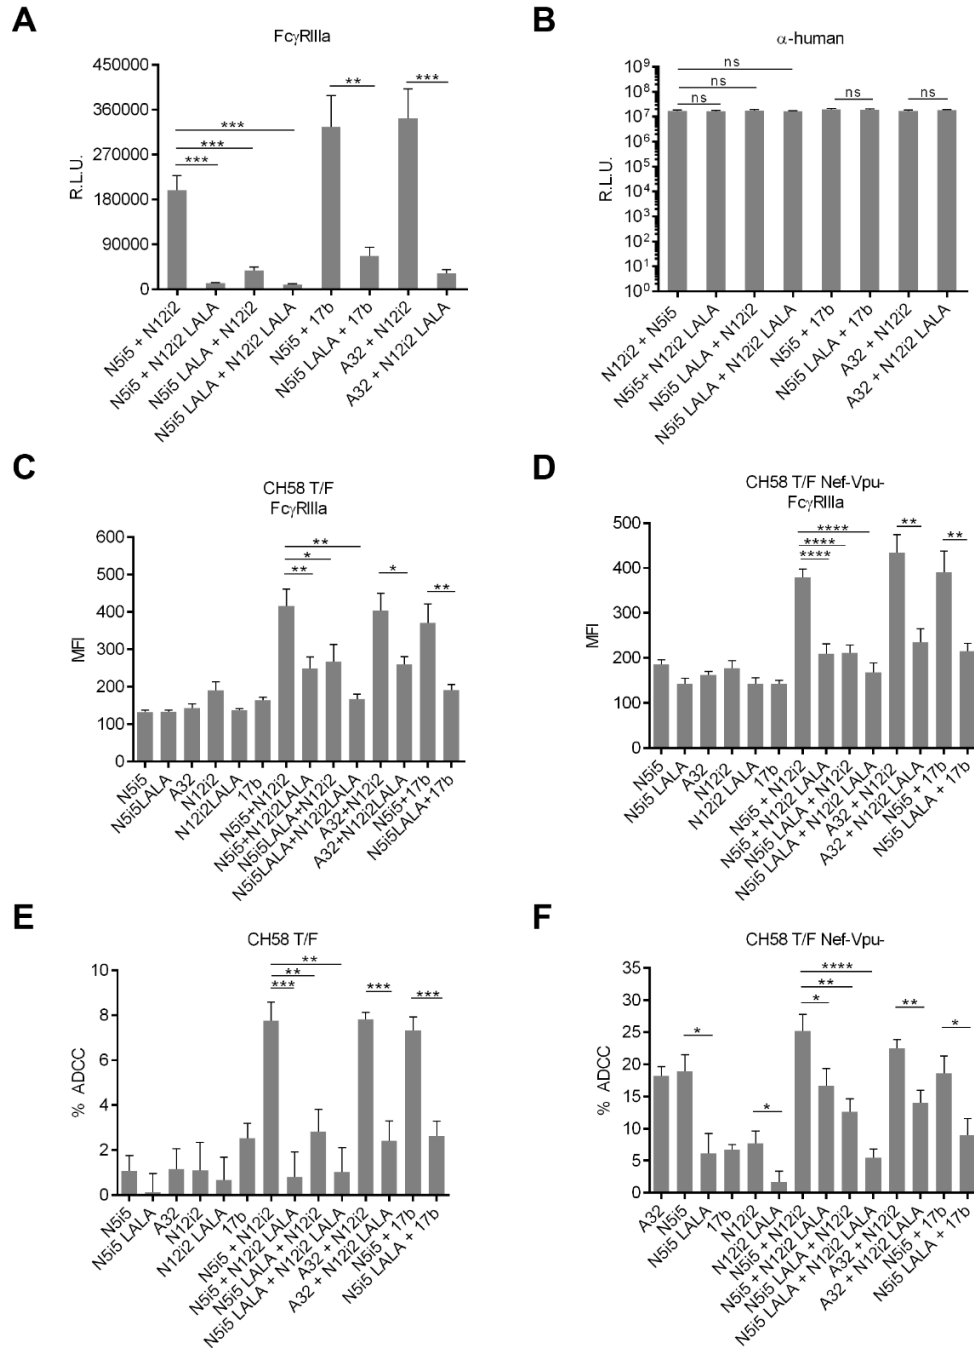 A
FcγRIIIa
R.L.U.
450000
360000
270000
180000
90000
0
***
***
***
**
***
N5i5 + N12i2
N5i5 + N12i2 LALA
N5i5 LALA + N12i2
N5i5 LALA + N12i2 LALA
N5i5 + 17b
N5i5 LALA + 17b
A32 + N12i2
A32 + N12i2 LALA
B
α-human
R.L.U.
10⁹
10⁸
10⁷
10⁶
10⁵
10⁴
10³
10²
10¹
10⁰
ns
ns
ns
ns
ns
N12i2 + N5i5
N5i5+ N12i2 LALA
N5i5 LALA + N12i2
N5i5 LALA + N12i2 LALA
N5i5 + 17b
N5i5 LALA + 17b
A32 + N12i2
A32 + N12i2 LALA
C
CH58 T/F
FcγRIIIa
MFI
600
400
300
200
100
0
**
*
**
*
**
N5i5
N5i5LALA
A32
N12i2
N12i2LALA
17b
N5i5+N12i2
N5i5+N12i2LALA
N5i5LALA+N12i2
N5i5LALA+N12i2LALA
A32+N12i2
A32+N12i2LALA
N5i5+17b
N5i5LALA+17b
D
CH58 T/F Nef-Vpu-
FcγRIIIa
MFI
500
400
300
200
100
0
****
****
****
**
**
N5i5
N5i5 LALA
A32
N12i2
N12i2 LALA
17b
N5i5 + N12i2
N5i5 + N12i2 LALA
N5i5 LALA + N12i2
N5i5 LALA + N12i2 LALA
A32 + N12i2
A32 + N12i2 LALA
N5i5 + 17b
N5i5 LALA + 17b
E
CH58 T/F
% ADCC
10
8
6
4
2
0
**
**
***
***
***
N5i5
N5i5 LALA
A32
N12i2
N12i2 LALA
17b
N5i5 + N12i2
N5i5 + N12i2 LALA
N5i5 LALA + N12i2
N5i5 LALA + N12i2 LALA
A32 + N12i2
A32 + N12i2 LALA
N5i5 + 17b
N5i5 LALA + 17b
F
CH58 T/F Nef-Vpu-
% ADCC
35
30
25
20
15
10
5
0
*
*
****
**
*
**
*
A32
N5i5
N5i5 LALA
17b
N12i2
N12i2 LALA
N5i5 + N12i2
N5i5 + N12i2 LALA
N5i5 LALA + N12i2
N5i5 LALA + N12i2 LALA
A32 + N12i2
A32 + N12i2 LALA
N5i5 + 17b
N5i5 LALA + 17b